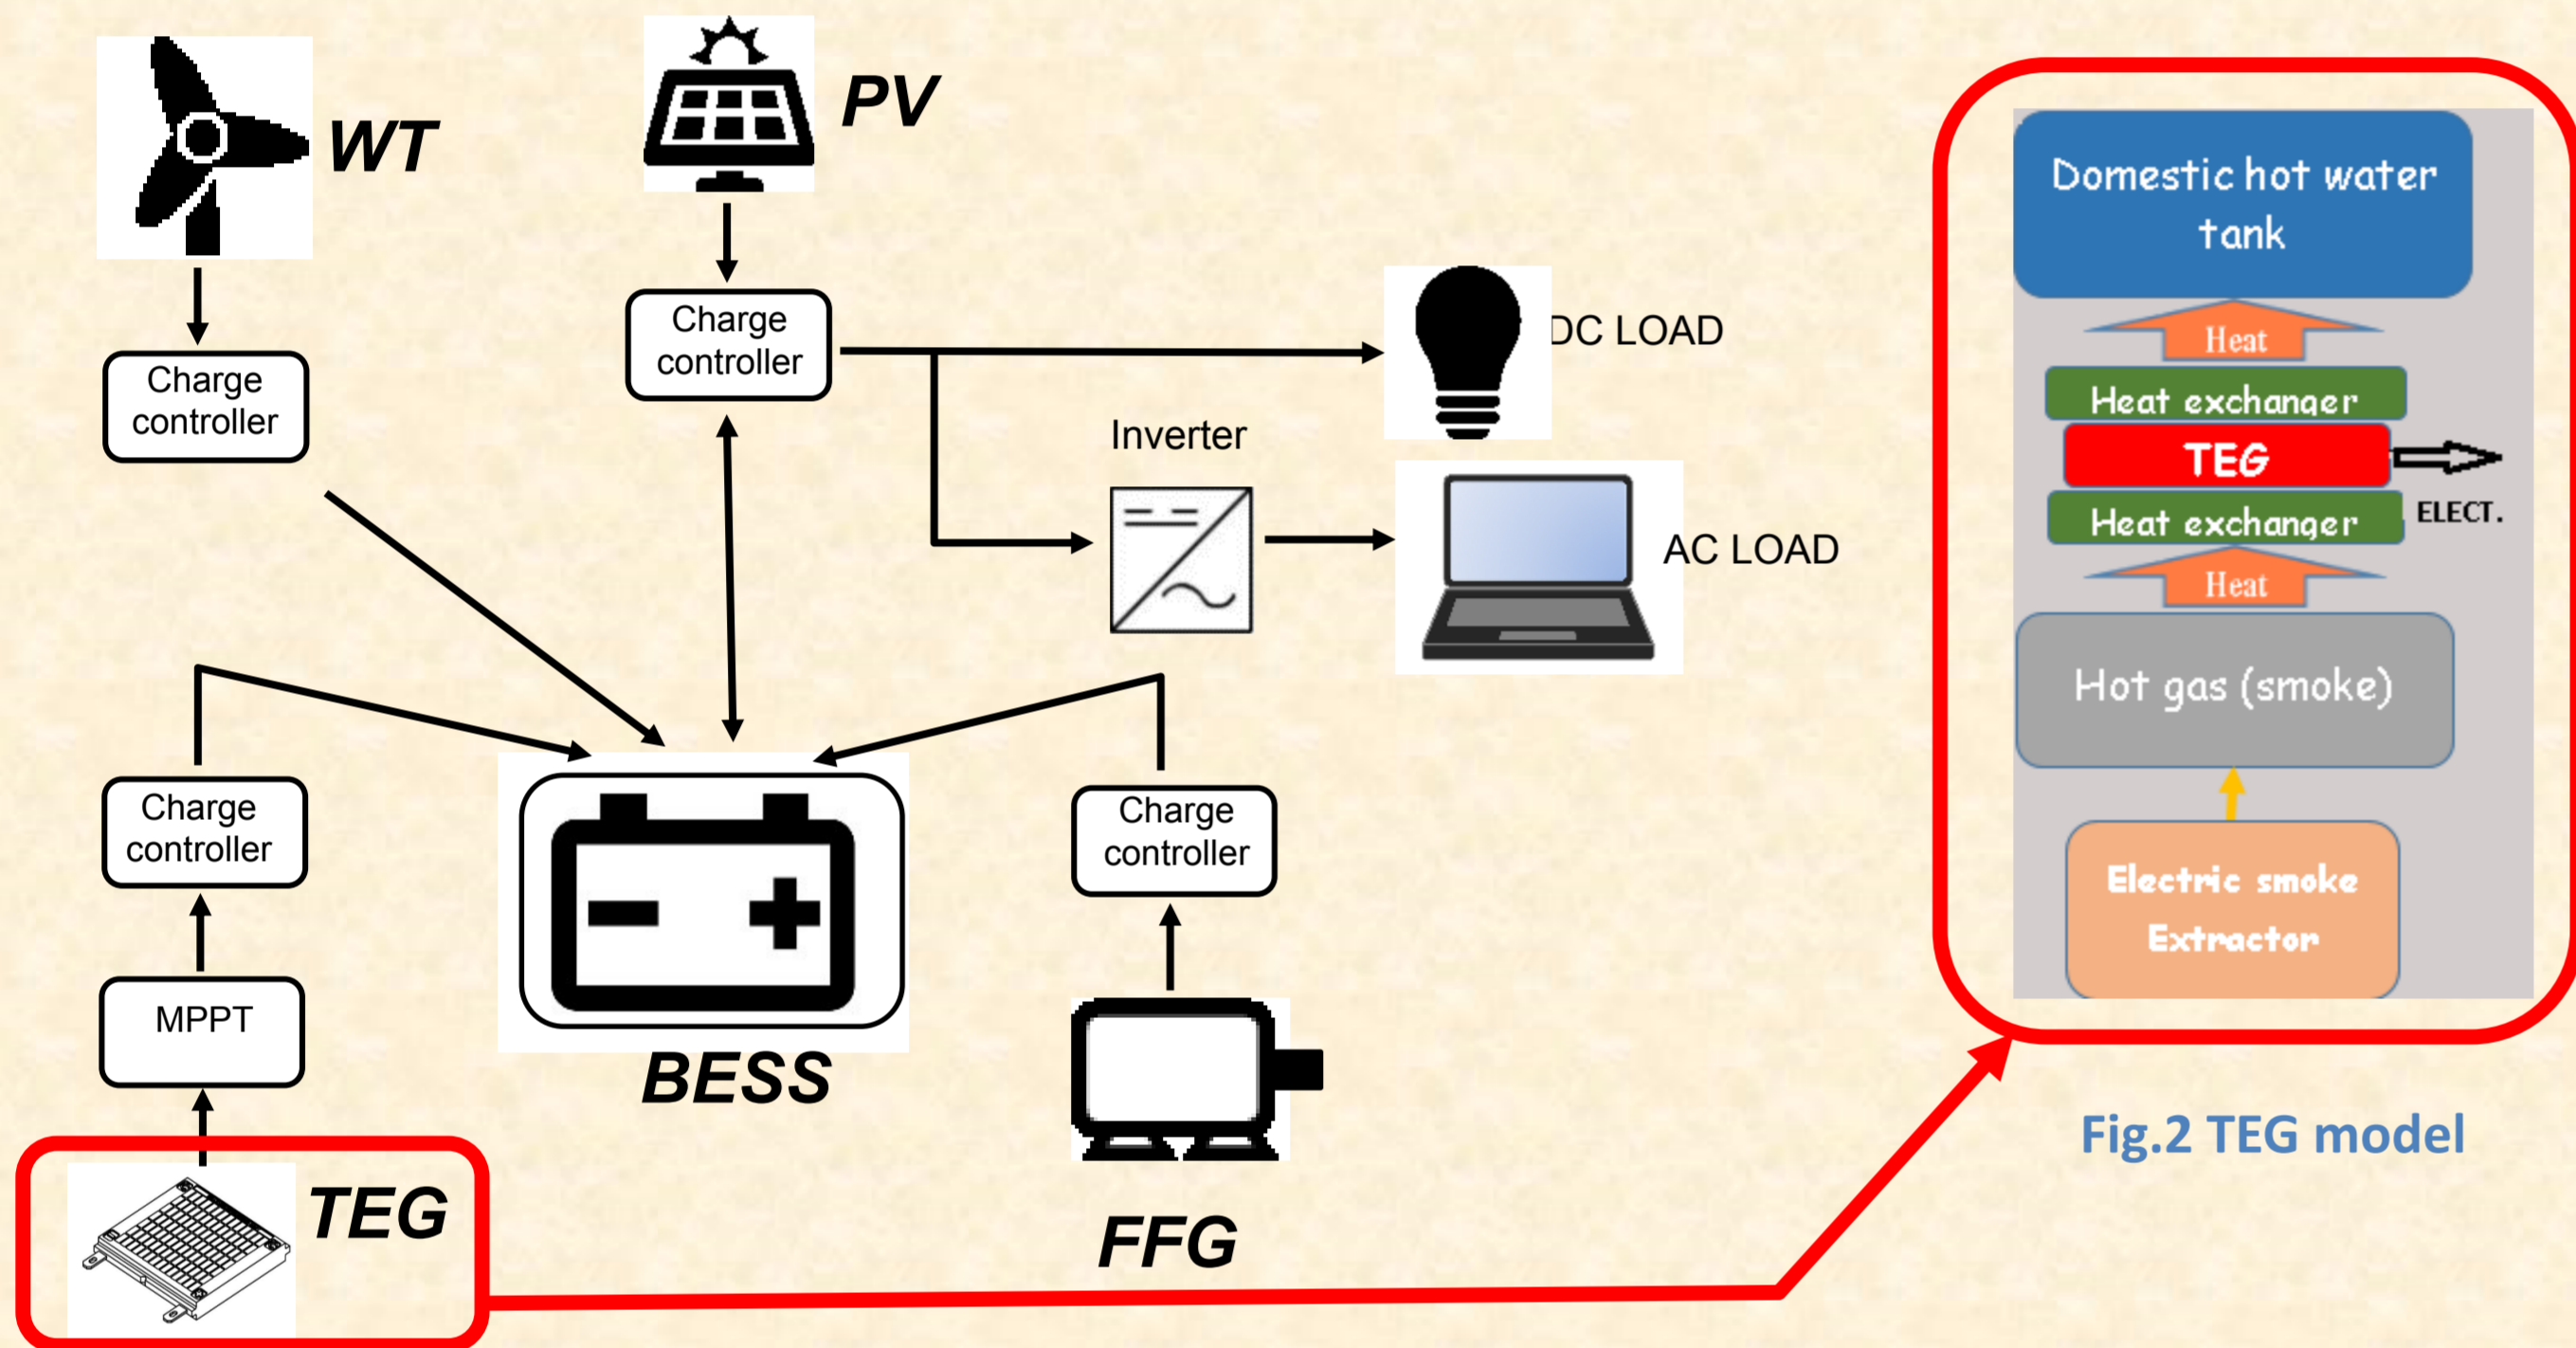 WT
PV
Charge
controller
Charge
controller
DC LOAD
Inverter
AC LOAD
Charge
controller
MPPT
TEG
BESS
Charge
controller
FFG
Domestic hot water
tank
Heat
Heat exchanger
TEG
ELECT.
Heat exchanger
Heat
Hot gas (smoke)
Electric smoke
Extractor
Fig.2 TEG model